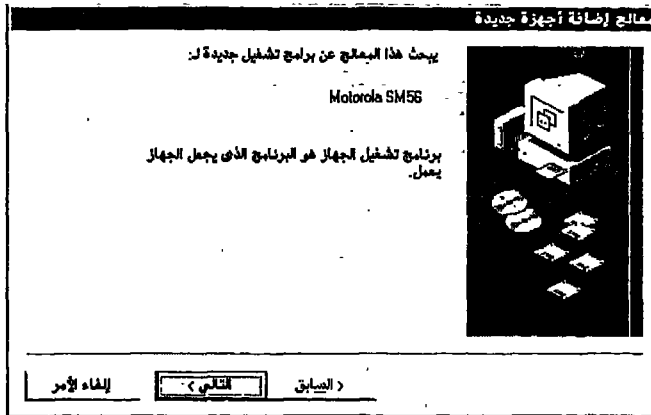 معالج إضافة أجهزة جديدة
يبحث هذا المعالج عن برامج تشغيل جديدة لـ:
Motorola SM56
برنامج تشغيل الجهاز هو البرنامج الذي يجعل الجهاز
يعمل.
< السابق
التالي >
إلغاء الأمر